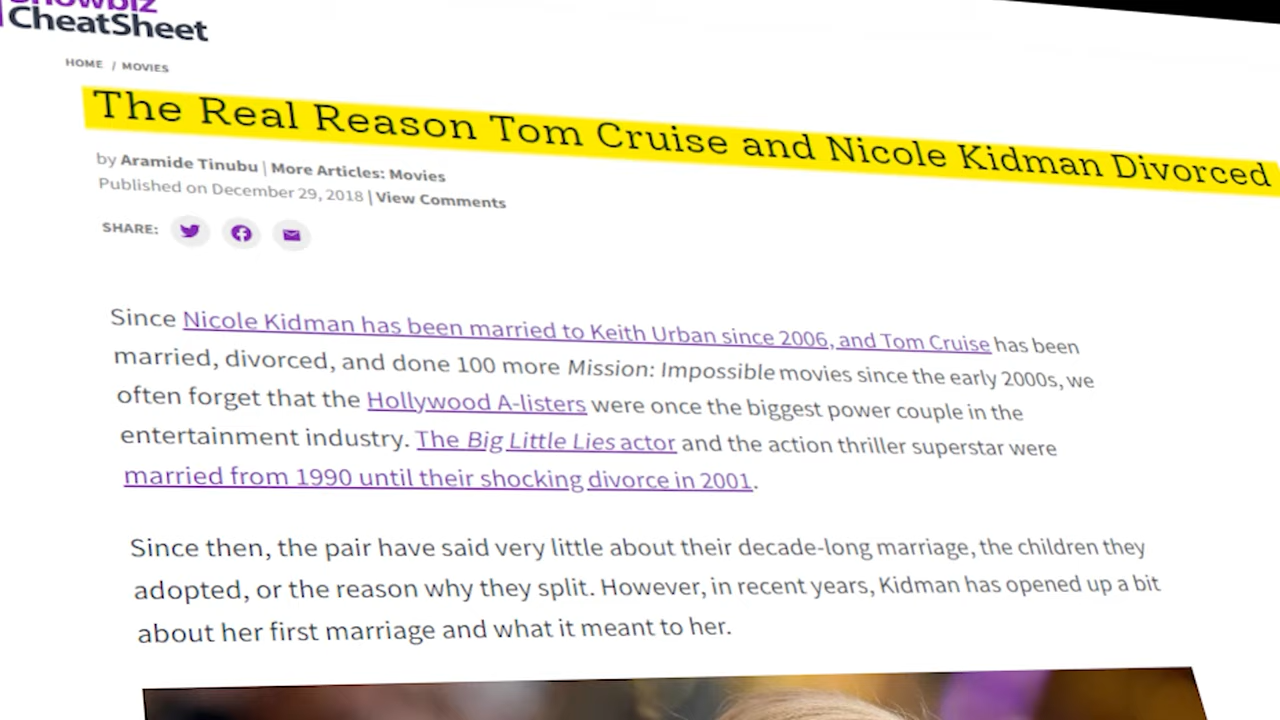 Showbiz
CheatSheet
HOME / MOVIES
The Real Reason Tom Cruise and Nicole Kidman Divorced
by Aramide Tinubu | More Articles: Movies
Published on December 29, 2018 | View Comments
SHARE:
Since Nicole Kidman has been married to Keith Urban since 2006, and Tom Cruise has been
married, divorced, and done 100 more Mission: Impossible movies since the early 2000s, we
often forget that the Hollywood A-listers were once the biggest power couple in the
entertainment industry. The Big Little Lies actor and the action thriller superstar were
married from 1990 until their shocking divorce in 2001.
Since then, the pair have said very little about their decade-long marriage, the children they
adopted, or the reason why they split. However, in recent years, Kidman has opened up a bit
about her first marriage and what it meant to her.